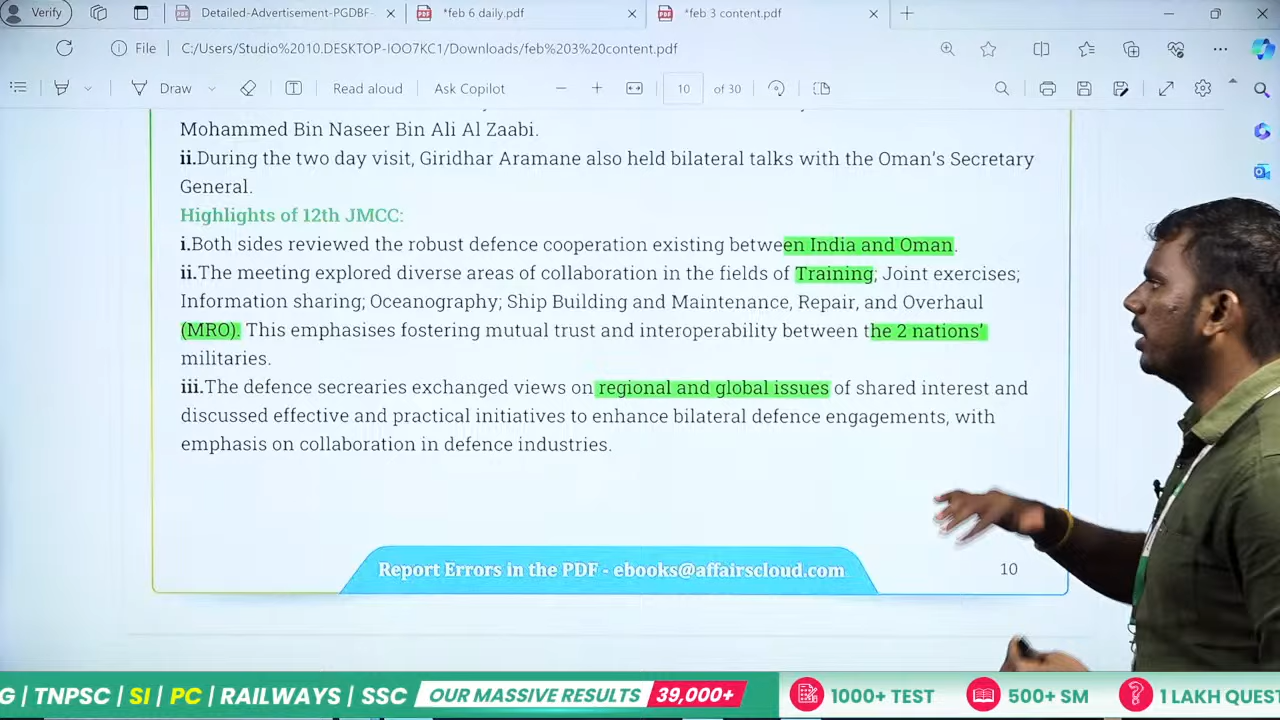 Verify
Detailed-Advertisement-PGDBF-
*feb 6 daily.pdf
*feb 3 content.pdf
File
C:/Users/Studio%2010.DESKTOP-IOO7KC1/Downloads/feb%203%20content.pdf
Draw
Read aloud
Ask Copilot
10
of 30
Mohammed Bin Naseer Bin Ali Al Zaabi.
ii.During the two day visit, Giridhar Aramane also held bilateral talks with the Oman's Secretary
General.
Highlights of 12th JMCC:
i.Both sides reviewed the robust defence cooperation existing between India and Oman.
ii.The meeting explored diverse areas of collaboration in the fields of Training; Joint exercises;
Information sharing; Oceanography; Ship Building and Maintenance, Repair, and Overhaul
(MRO). This emphasises fostering mutual trust and interoperability between the 2 nations'
militaries.
iii.The defence secrearies exchanged views on regional and global issues of shared interest and
discussed effective and practical initiatives to enhance bilateral defence engagements, with
emphasis on collaboration in defence industries.
Report Errors in the PDF - ebooks@affairscloud.com
10
G | TNPSC | SI | PC | RAILWAYS | SSC
OUR MASSIVE RESULTS 39,000+
1000+ TEST
500+ SM
1 LAKH QUEST